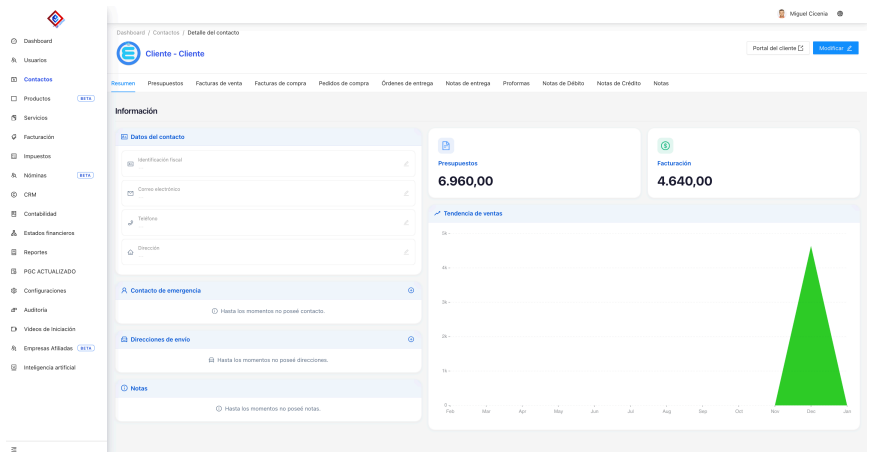 Miguel Cicenia
Dashboard / Contactos / Detalle del contacto
Cliente - Cliente
Portal del cliente
Modificar
Dashboard
Usuarios
Contactos
Productos BETA
Servicios
Facturación
Impuestos
Nóminas BETA
CRM
Contabilidad
Estados financieros
Reportes
PGC ACTUALIZADO
Configuraciones
Auditoría
Videos de Iniciación
Empresas Afiliadas BETA
Inteligencia artificial
Resumen Presupuestos Facturas de venta Facturas de compra Pedidos de compra Órdenes de entrega Notas de entrega Proformas Notas de Débito Notas de Crédito Notas
Información
Datos del contacto
Identificación fiscal
Correo electrónico
Teléfono
Dirección
Contacto de emergencia
Hasta los momentos no poseé contacto.
Direcciones de envío
Hasta los momentos no poseé direcciones.
Notas
Hasta los momentos no poseé notas.
Presupuestos
6.960,00
Facturación
4.640,00
Tendencia de ventas
5k
4k
3k
2k
1k
0
Feb Mar Apr May Jun Jul Aug Sep Oct Nov Dec Jan